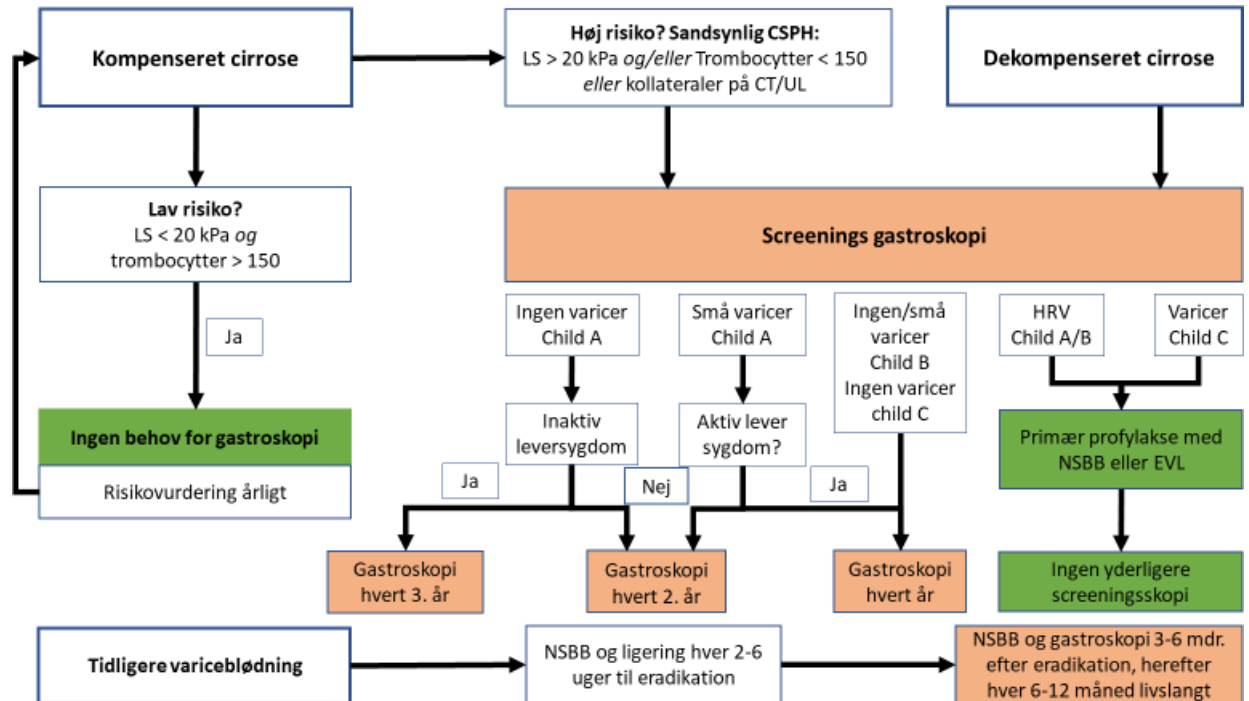 Kompenseret cirrose
Høj risiko? Sandsynlig CSPH:
LS > 20 kPa og/eller Trombocytter < 150
eller kollateraler på CT/UL
Dekompenseret cirrose
Lav risiko?
LS < 20 kPa og
trombocytter > 150
Screenings gastroskopi
Ja
Ingen varicer
Child A
Små varicer
Child A
Ingen/små
varicer
Child B
Ingen varicer
child C
HRV
Child A/B
Varicer
Child C
Ingen behov for gastroskopi
Risikovurdering årligt
Inaktiv
leversygdom
Aktiv lever
sygdom?
Primær profylakse med
NSBB eller EVL
Ja
Nej
Ja
Gastroskopi
hvert 3. år
Gastroskopi
hvert 2. år
Gastroskopi
hvert år
Ingen yderligere
screeningsskopi
Tidligere variceblødning
NSBB og ligering hver 2-6
uger til eradikation
NSBB og gastroskopi 3-6 mdr.
efter eradikation, herefter
hver 6-12 måned livslangt